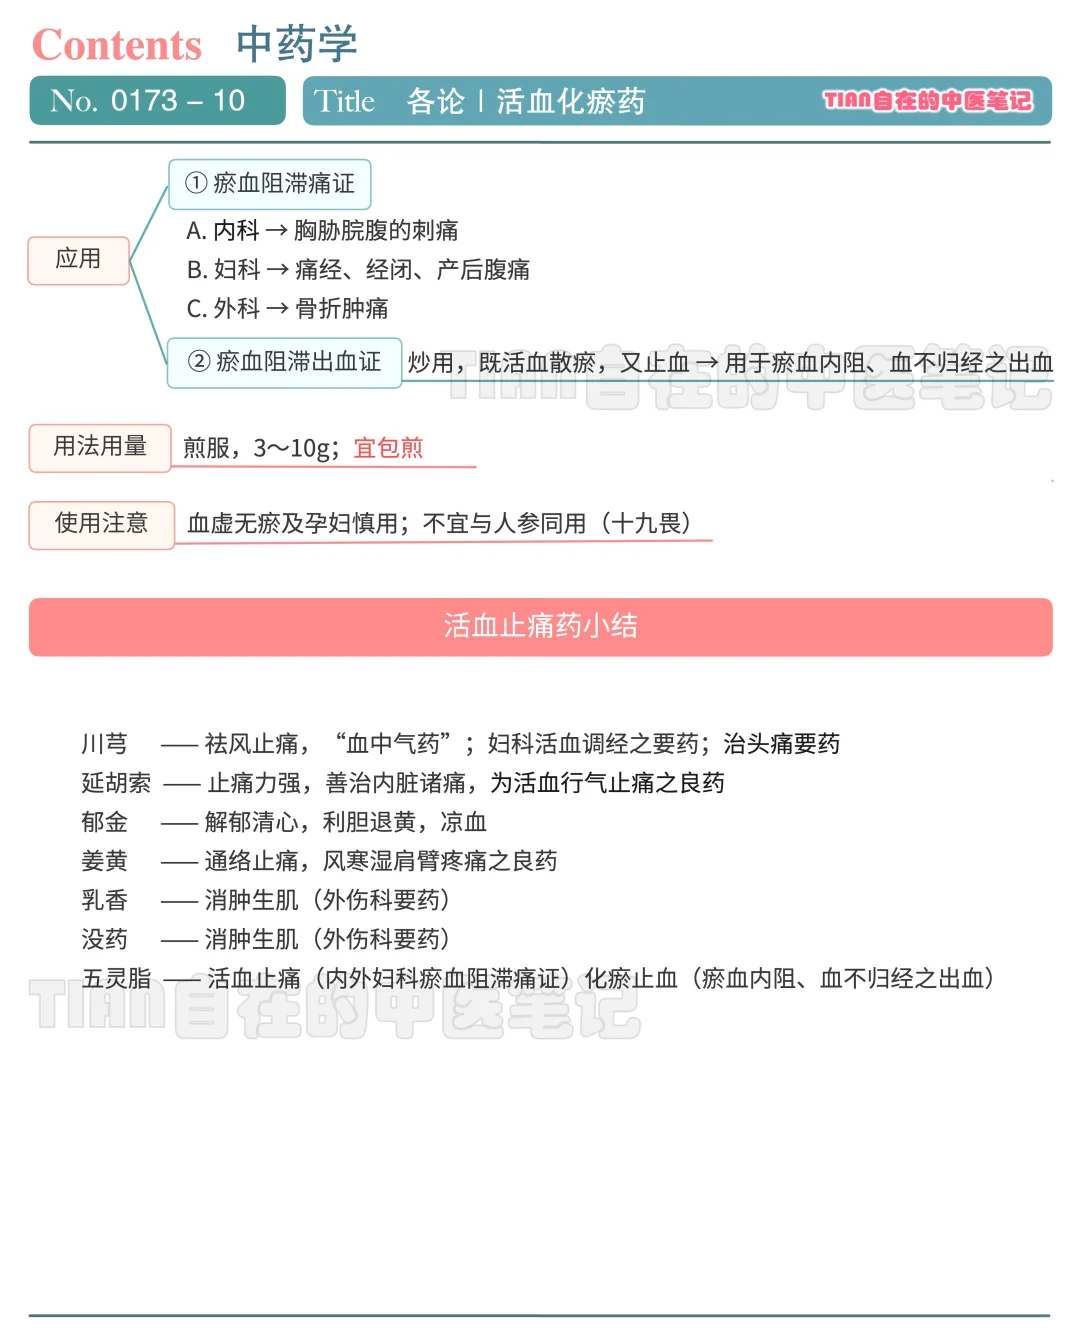 Contents 中药学
No. 0173 – 10 Title 各论 | 活血化瘀药 TIAN自在的中医笔记
① 瘀血阻滞痛证
A. 内科 → 胸胁脘腹的刺痛
应用
B. 妇科 → 痛经、经闭、产后腹痛
C. 外科 → 骨折肿痛
② 瘀血阻滞出血证 炒用，既活血散瘀，又止血 → 用于瘀血内阻、血不归经之出血
TIAN自在的中医笔记
用法用量 煎服，3～10g；宜包煎
使用注意 血虚无瘀及孕妇慎用；不宜与人参同用（十九畏）
活血止痛药小结
川芎 —— 祛风止痛，“血中气药”；妇科活血调经之要药；治头痛要药
延胡索 —— 止痛力强，善治内脏诸痛，为活血行气止痛之良药
郁金 —— 解郁清心，利胆退黄，凉血
姜黄 —— 通络止痛，风寒湿肩臂疼痛之良药
乳香 —— 消肿生肌（外伤科要药）
没药 —— 消肿生肌（外伤科要药）
五灵脂 —— 活血止痛（内外妇科瘀血阻滞痛证）化瘀止血（瘀血内阻、血不归经之出血）
TIAN自在的中医笔记